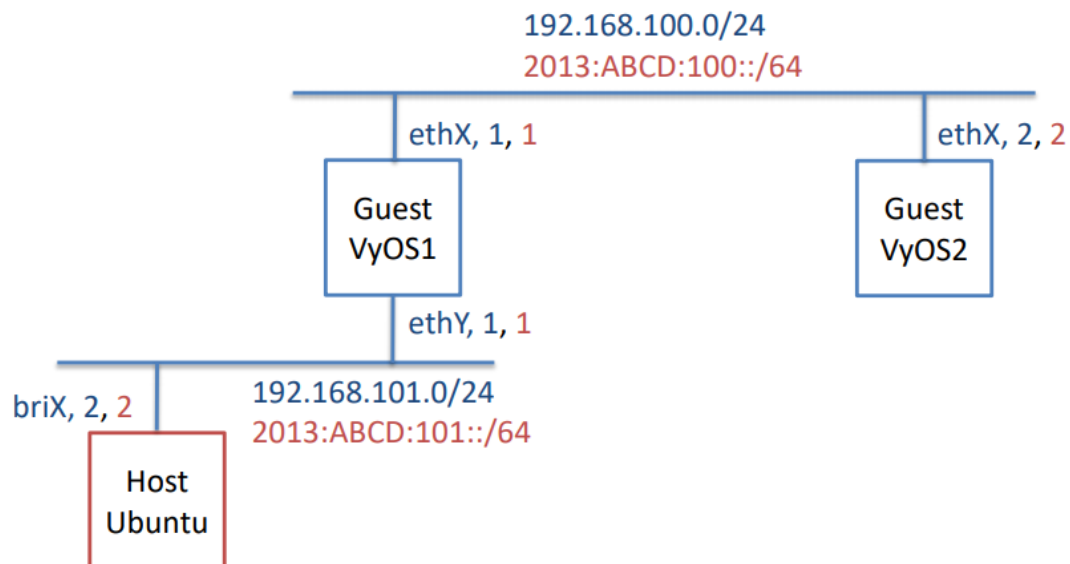 192.168.100.0/24
2013:ABCD:100::/64
ethX, 1, 1
ethX, 2, 2
Guest
VyOS1
Guest
VyOS2
ethY, 1, 1
192.168.101.0/24
2013:ABCD:101::/64
briX, 2, 2
Host
Ubuntu